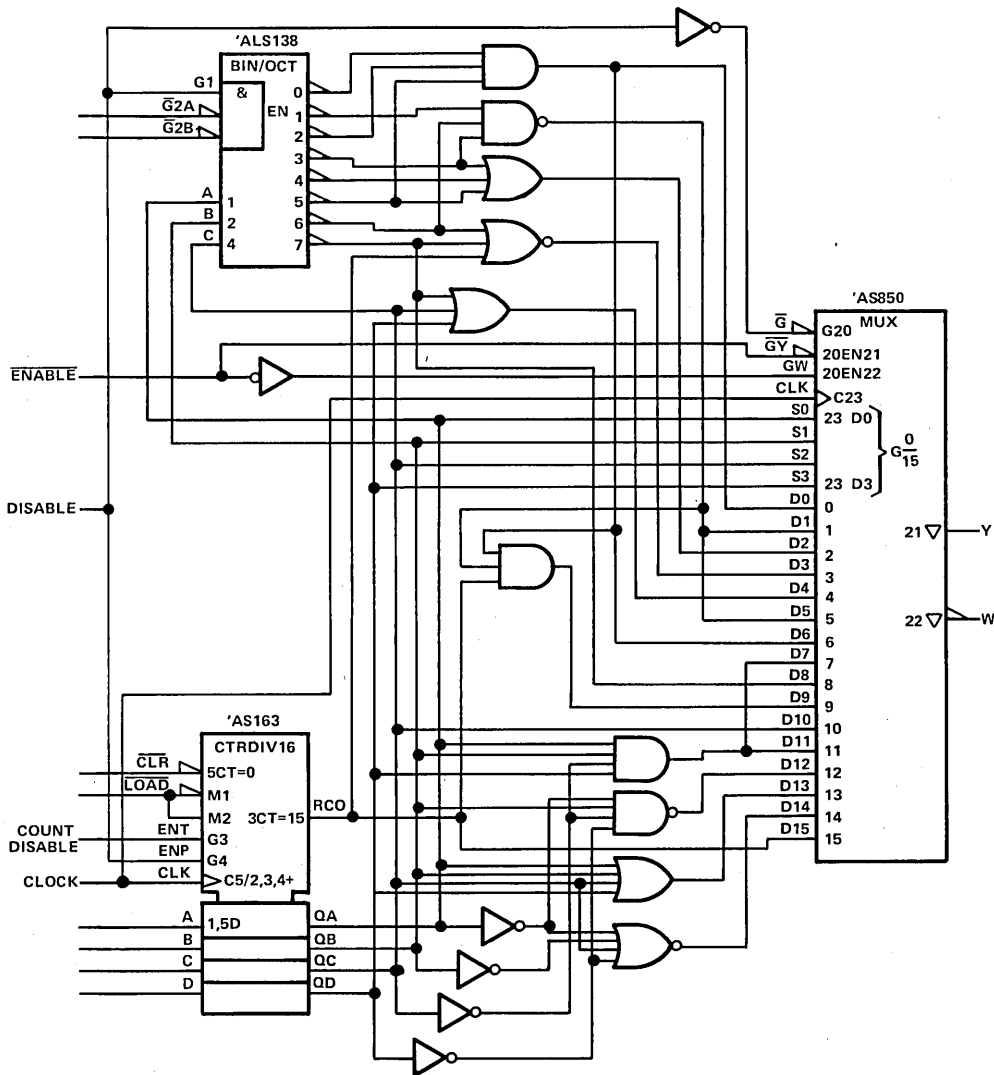 'ALS138
BIN/OCT
G1
&
G̅2A
EN
G̅2B
0
1
2
3
4
5
6
7
A
1
B
2
C
4
'AS850
MUX
G̅
G20
G̅Y̅
20EN21
E̅N̅A̅B̅L̅E̅
GW
20EN22
CLK
C23
S0
23 D0
S1
G 0/15
S2
S3
23 D3
DISABLE
D0
0
D1
1
21 ▽
Y
D2
2
D3
3
D4
4
D5
5
22 ▽
W
D6
6
D7
7
D8
8
D9
9
D10
10
D11
11
D12
12
D13
13
D14
14
D15
15
'AS163
CTRDIV16
C̅L̅R̅
5CT=0
L̅O̅A̅D̅
M1
M2
3CT=15
RCO
COUNT
DISABLE
ENT
G3
ENP
G4
CLOCK
CLK
C5/2,3,4+
A
1,5D
QA
B
QB
C
QC
D
QD